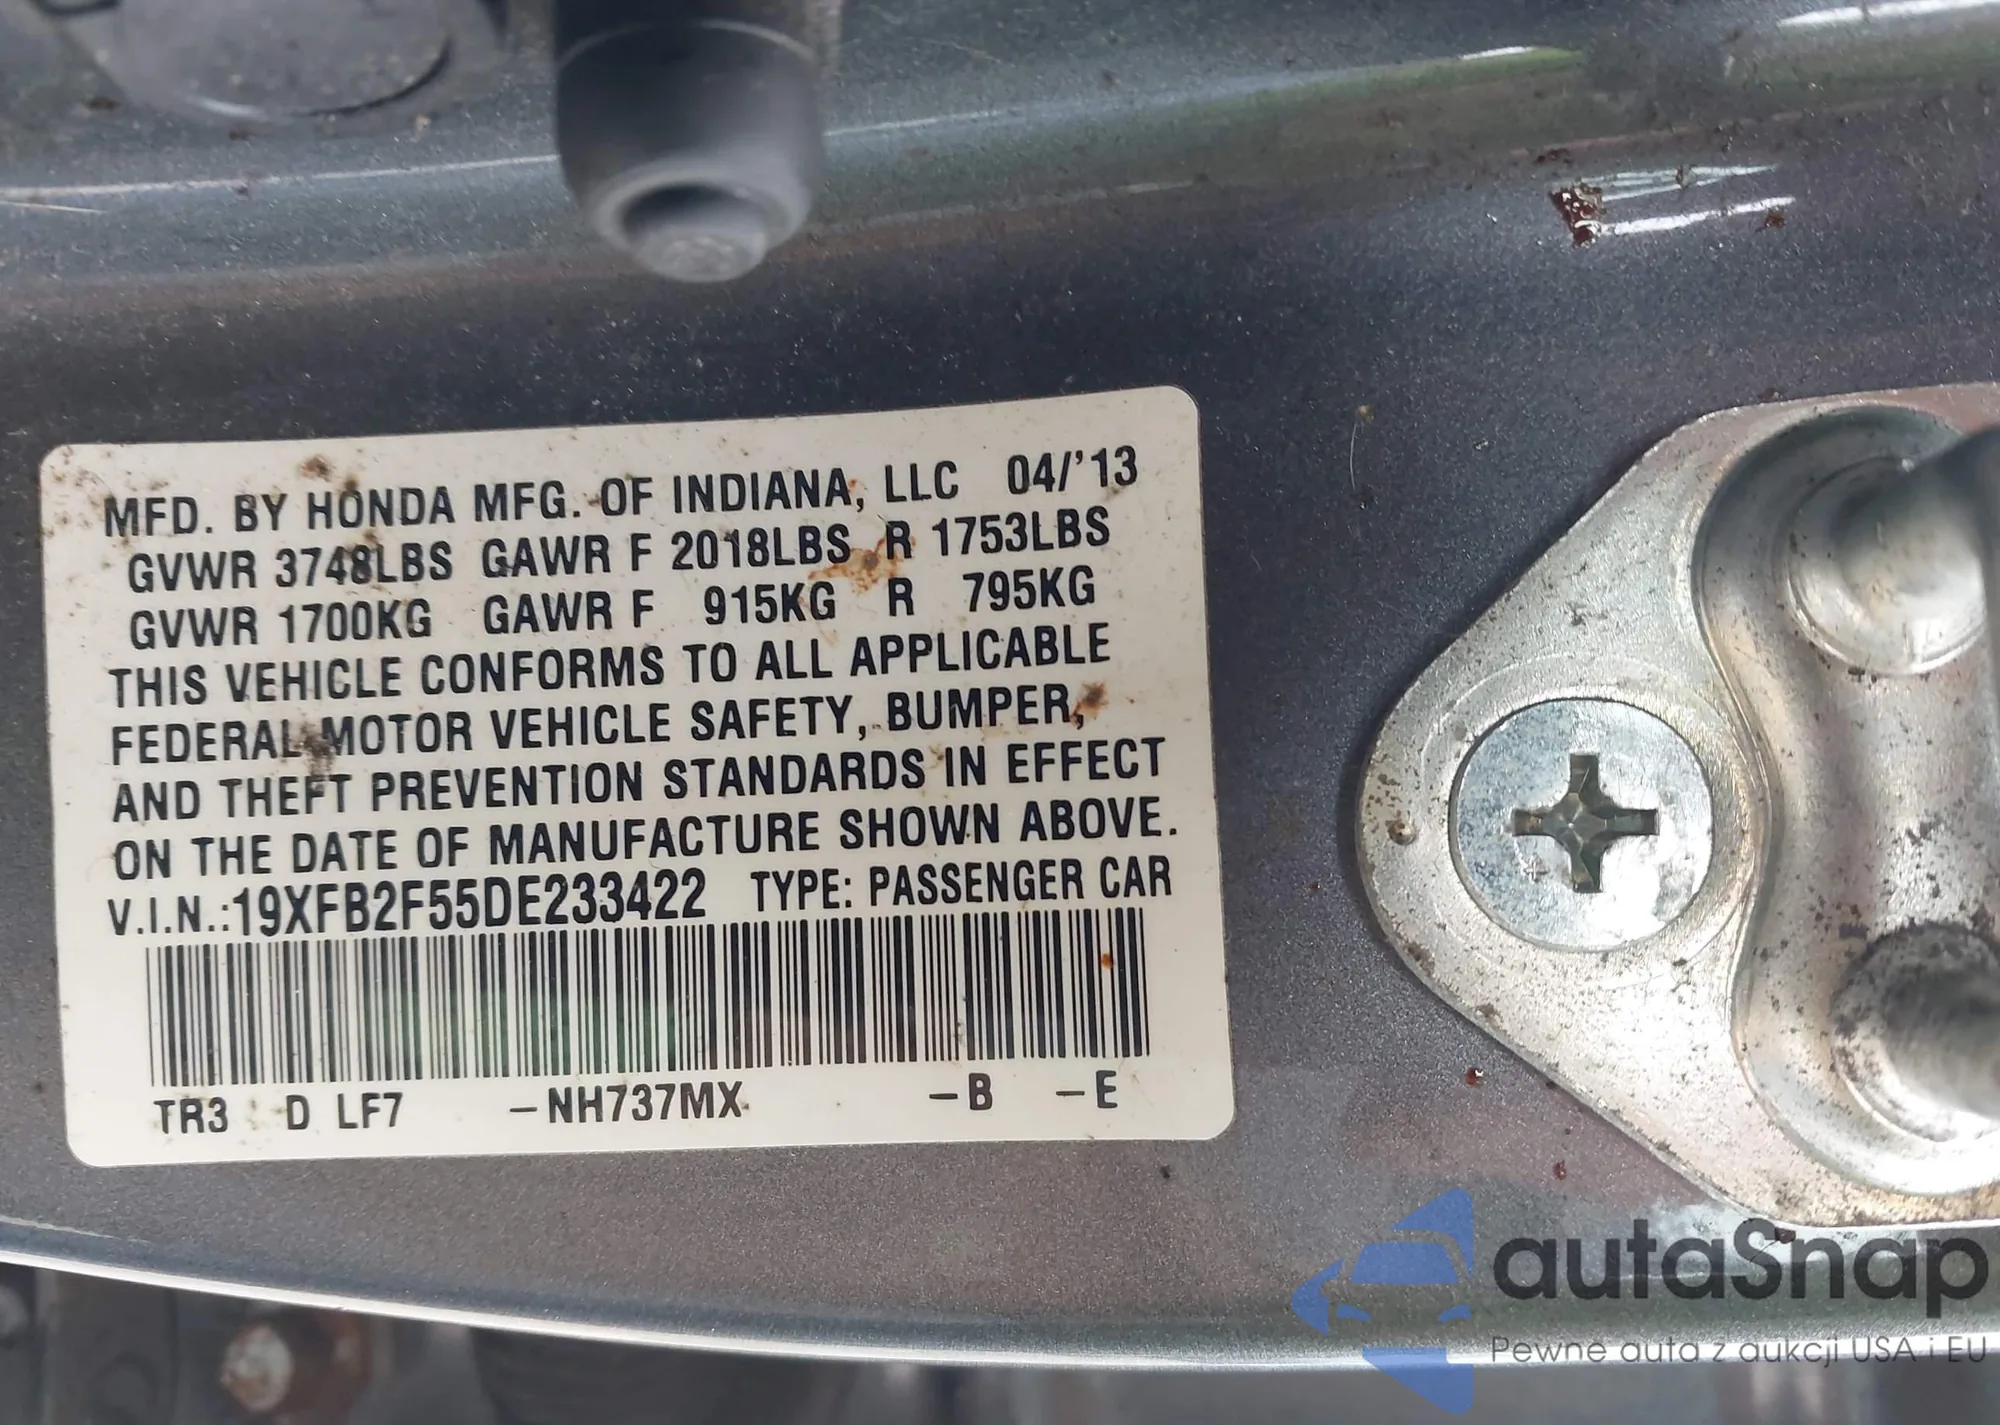 MFD. BY HONDA MFG. OF INDIANA, LLC 04/'13
GVWR 3748LBS GAWR F 2018LBS R 1753LBS
GVWR 1700KG GAWR F 915KG R 795KG
THIS VEHICLE CONFORMS TO ALL APPLICABLE
FEDERAL MOTOR VEHICLE SAFETY, BUMPER,
AND THEFT PREVENTION STANDARDS IN EFFECT
ON THE DATE OF MANUFACTURE SHOWN ABOVE.
V.I.N.:19XFB2F55DE233422 TYPE: PASSENGER CAR
TR3 D LF7 -NH737MX -B -E
autaSnap
Pewne auta z aukcji USA i EU